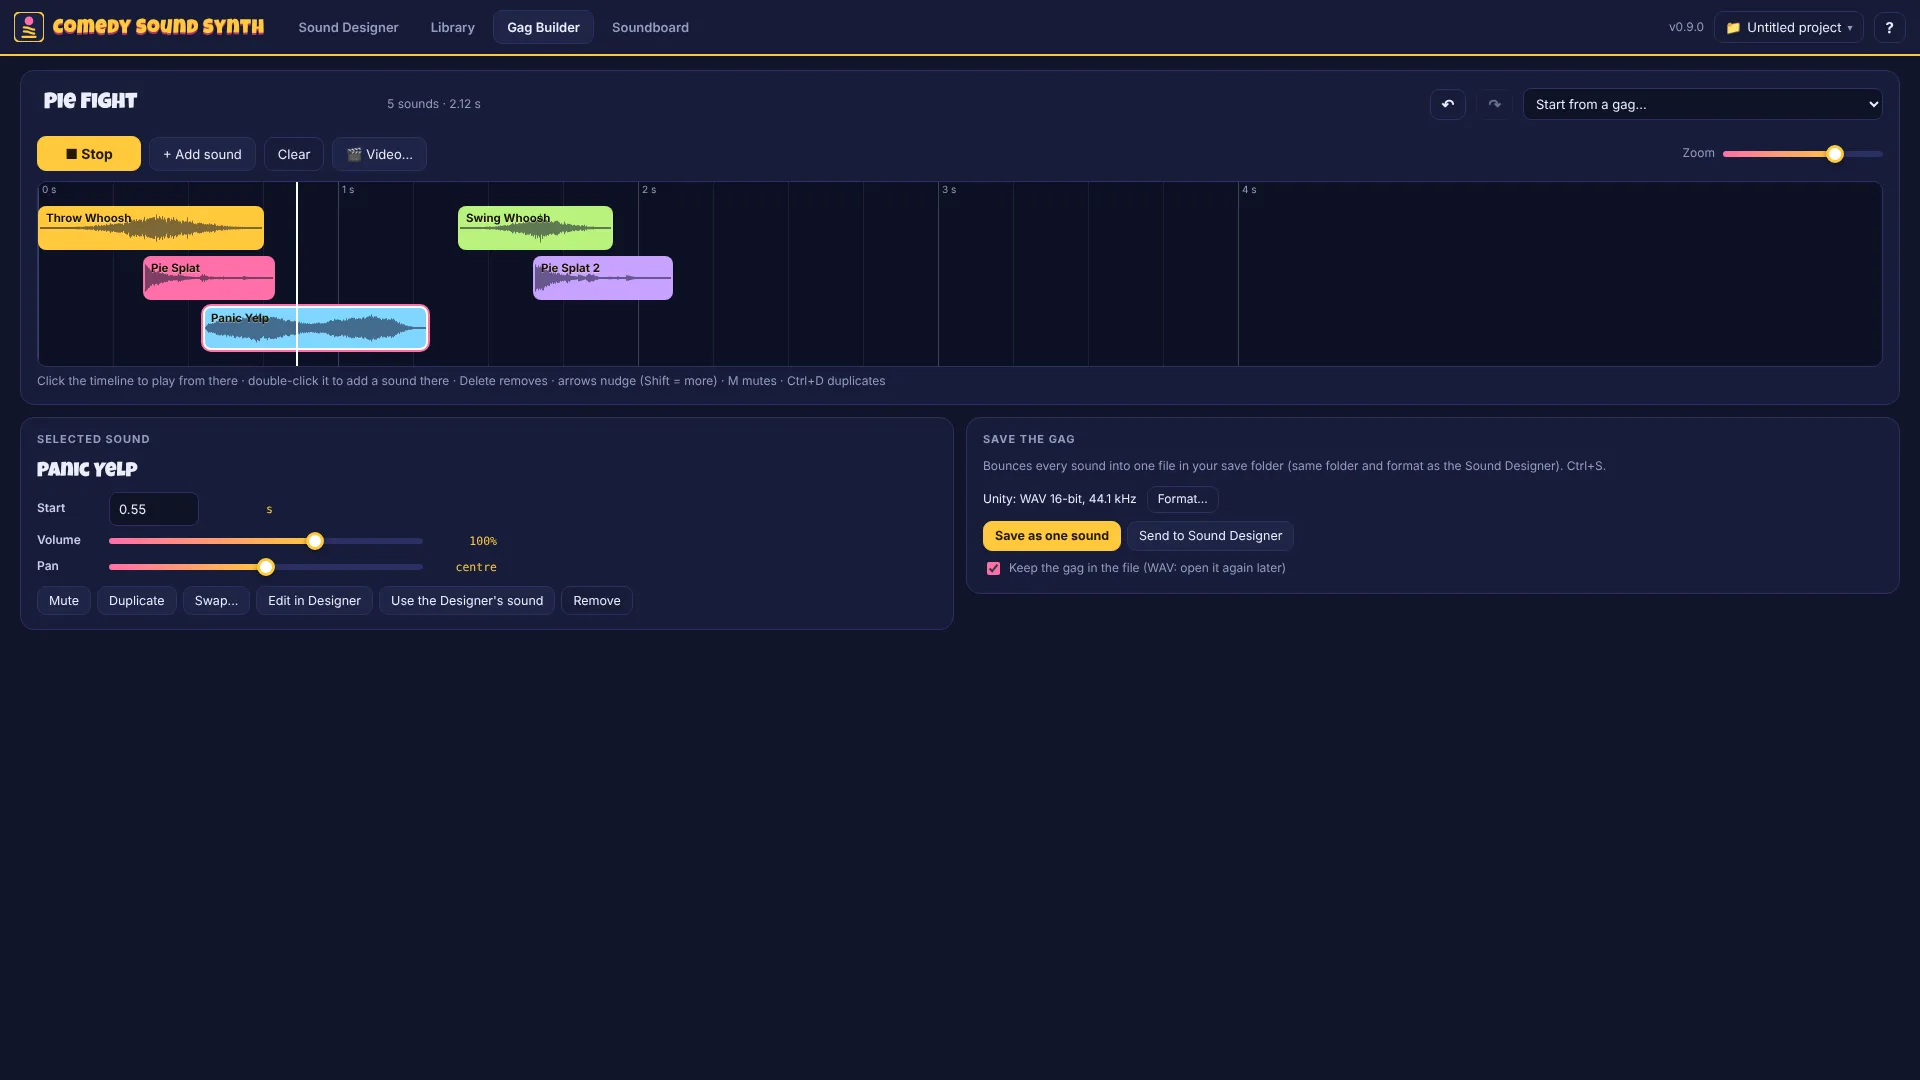 Comedy Sound Synth
Sound Designer
Library
Gag Builder
Soundboard
v0.9.0
Untitled project
?
Pie Fight
5 sounds · 2.12 s
Start from a gag...
Stop
+ Add sound
Clear
Video...
Zoom
0 s
1 s
2 s
3 s
4 s
Throw Whoosh
Swing Whoosh
Pie Splat
Pie Splat 2
Panic Yelp
Click the timeline to play from there · double-click it to add a sound there · Delete removes · arrows nudge (Shift = more) · M mutes · Ctrl+D duplicates
SELECTED SOUND
Panic Yelp
Start
0.55
s
Volume
100%
Pan
centre
Mute
Duplicate
Swap...
Edit in Designer
Use the Designer's sound
Remove
SAVE THE GAG
Bounces every sound into one file in your save folder (same folder and format as the Sound Designer). Ctrl+S.
Unity: WAV 16-bit, 44.1 kHz
Format...
Save as one sound
Send to Sound Designer
Keep the gag in the file (WAV: open it again later)